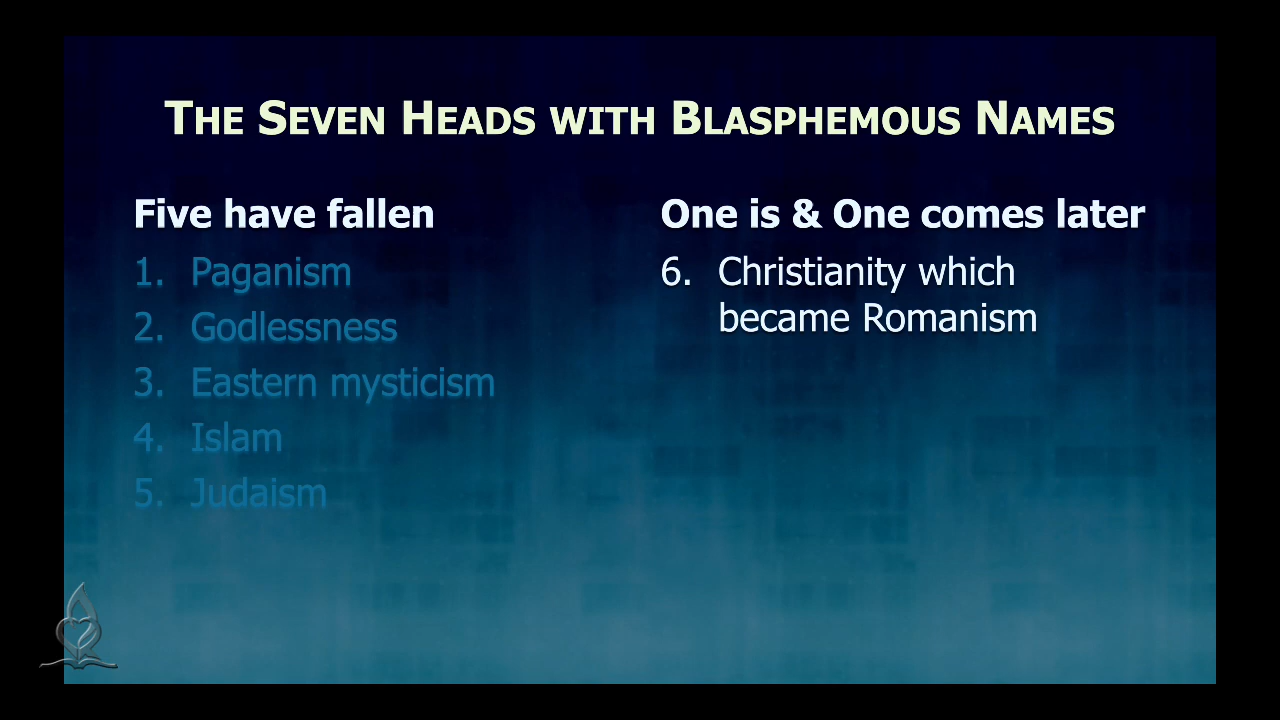 THE SEVEN HEADS WITH BLASPHEMOUS NAMES
Five have fallen
1. Paganism
2. Godlessness
3. Eastern mysticism
4. Islam
5. Judaism
One is & One comes later
6. Christianity which
became Romanism